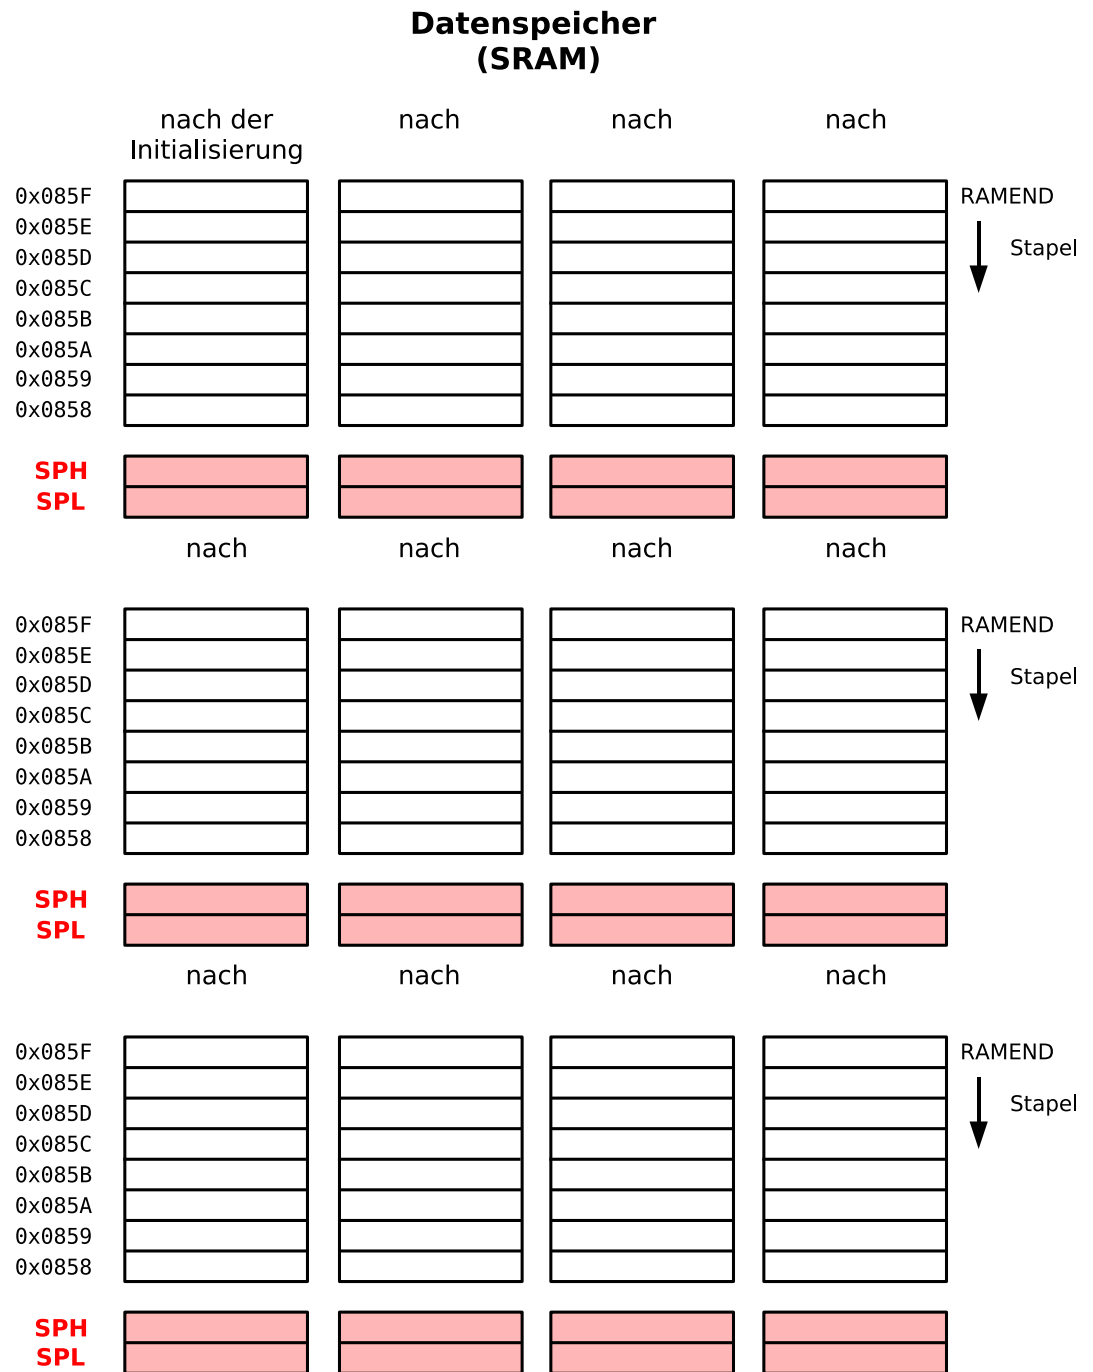 Datenspeicher
(SRAM)
nach der
Initialisierung
nach
nach
nach
0x085F
RAMEND
0x085E
0x085D
Stapel
0x085C
0x085B
0x085A
0x0859
0x0858
SPH
SPL
nach
nach
nach
nach
0x085F
RAMEND
0x085E
0x085D
Stapel
0x085C
0x085B
0x085A
0x0859
0x0858
SPH
SPL
nach
nach
nach
nach
0x085F
RAMEND
0x085E
0x085D
Stapel
0x085C
0x085B
0x085A
0x0859
0x0858
SPH
SPL